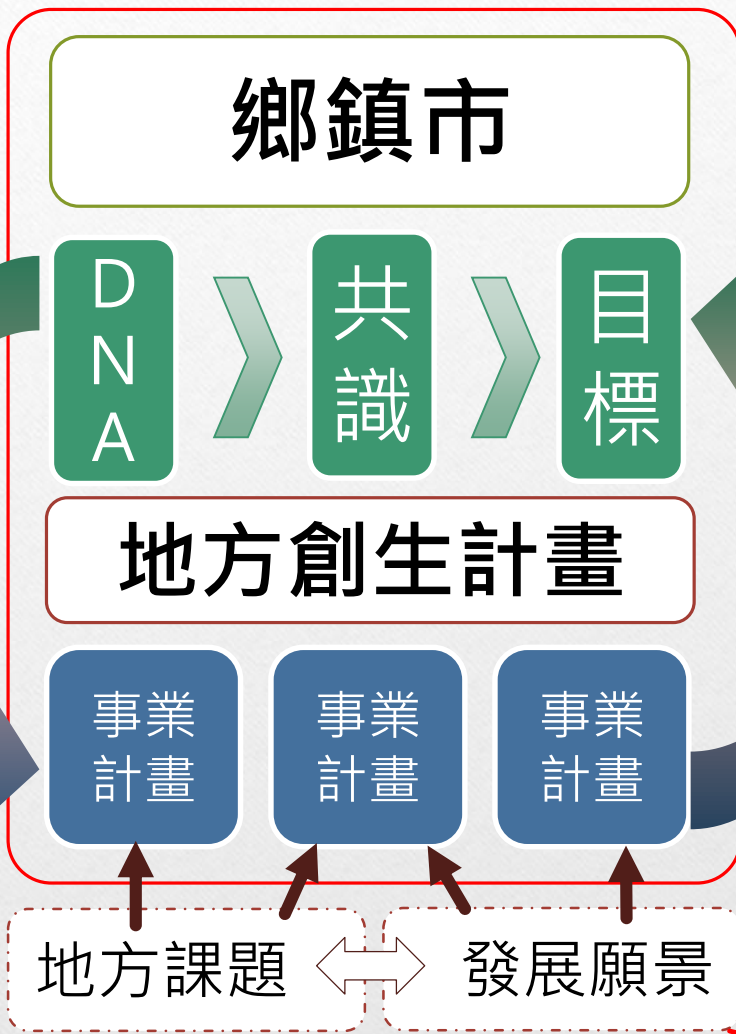 鄉鎮市
DNA
共識
目標
地方創生計畫
事業
計畫
事業
計畫
事業
計畫
地方課題
發展願景